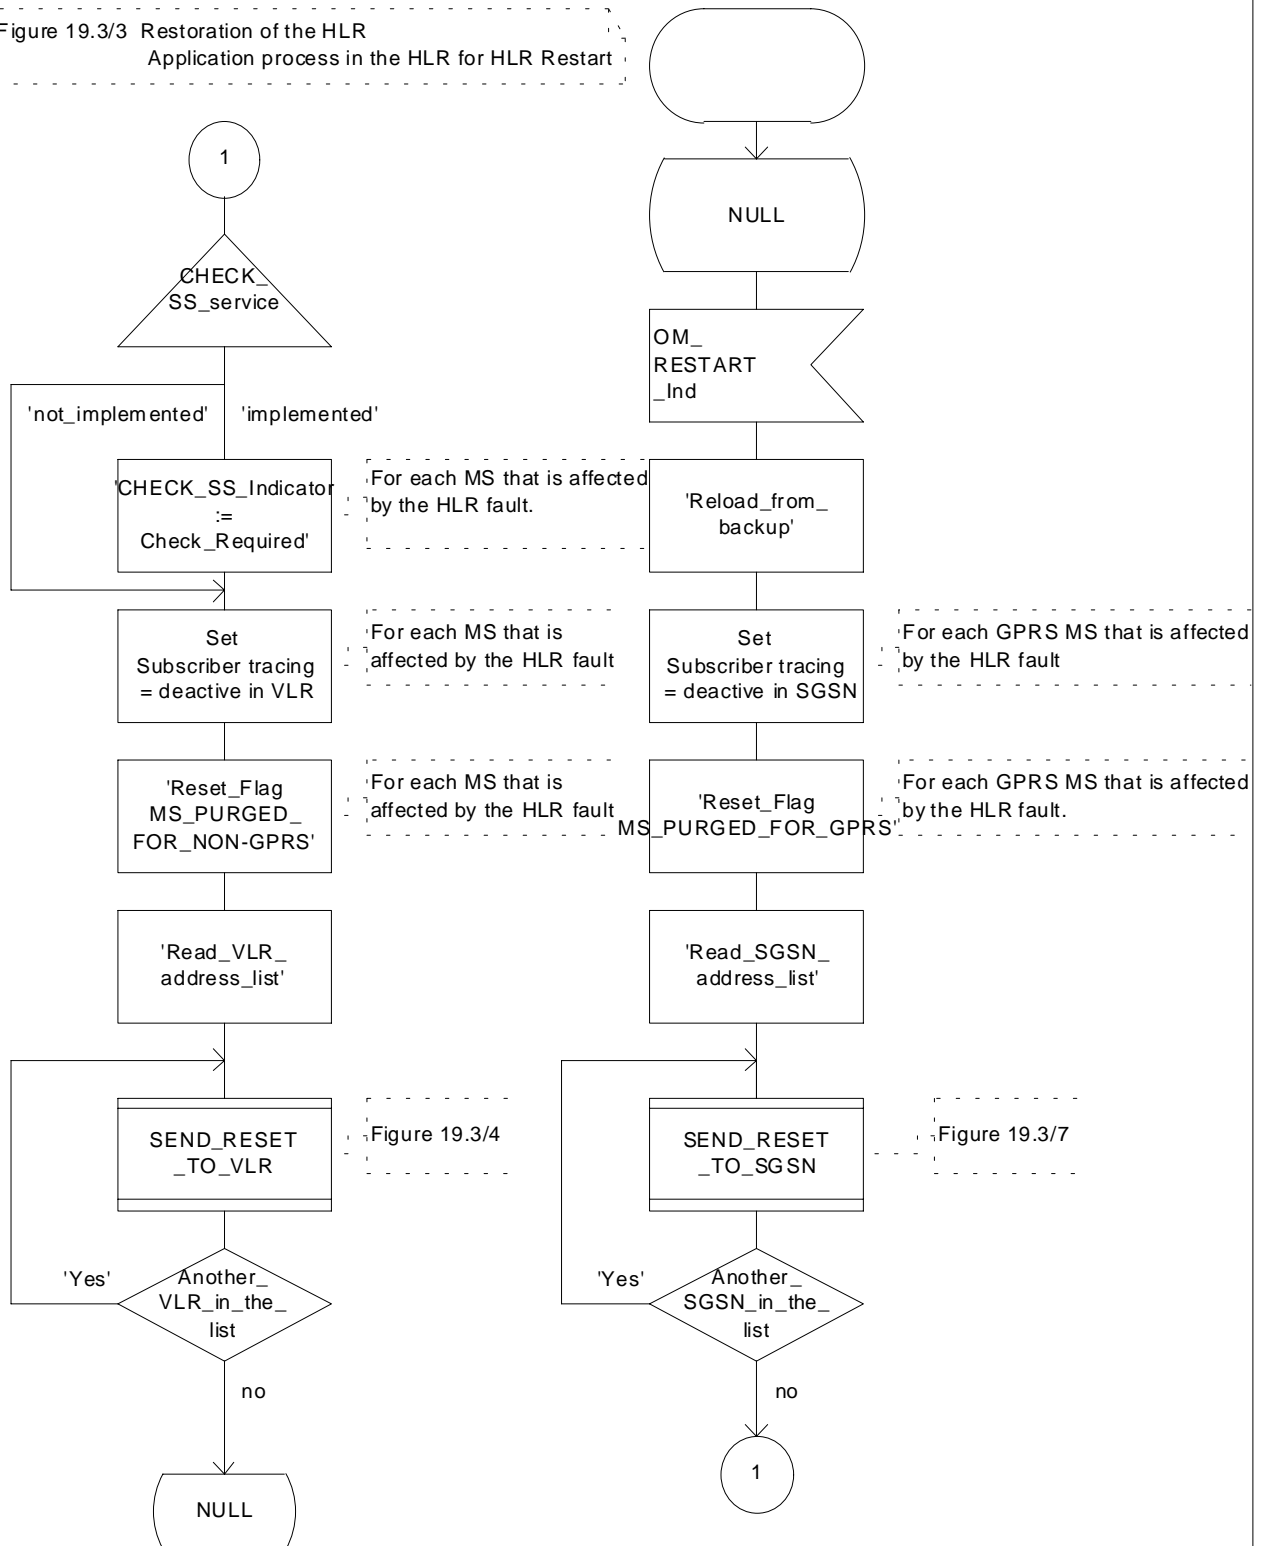 Figure 19.3/3 Restoration of the HLR
Application process in the HLR for HLR Restart
1
CHECK_
SS_service
'not_implemented'
'implemented'
'CHECK_SS_Indicator
:=
Check_Required'
For each MS that is affected
by the HLR fault.
Set
Subscriber tracing
= deactive in VLR
For each MS that is
affected by the HLR fault
'Reset_Flag
MS_PURGED_
FOR_NON-GPRS'
For each MS that is
affected by the HLR fault
'Read_VLR_
address_list'
SEND_RESET
_TO_VLR
Figure 19.3/4
'Yes'
Another_
VLR_in_the_
list
no
NULL
NULL
OM_
RESTART
_Ind
'Reload_from_
backup'
Set
Subscriber tracing
= deactive in SGSN
For each GPRS MS that is affected
by the HLR fault
'Reset_Flag
MS_PURGED_FOR_GPRS'
For each GPRS MS that is affected
by the HLR fault.
'Read_SGSN_
address_list'
SEND_RESET
_TO_SGSN
Figure 19.3/7
'Yes'
Another_
SGSN_in_the_
list
no
1